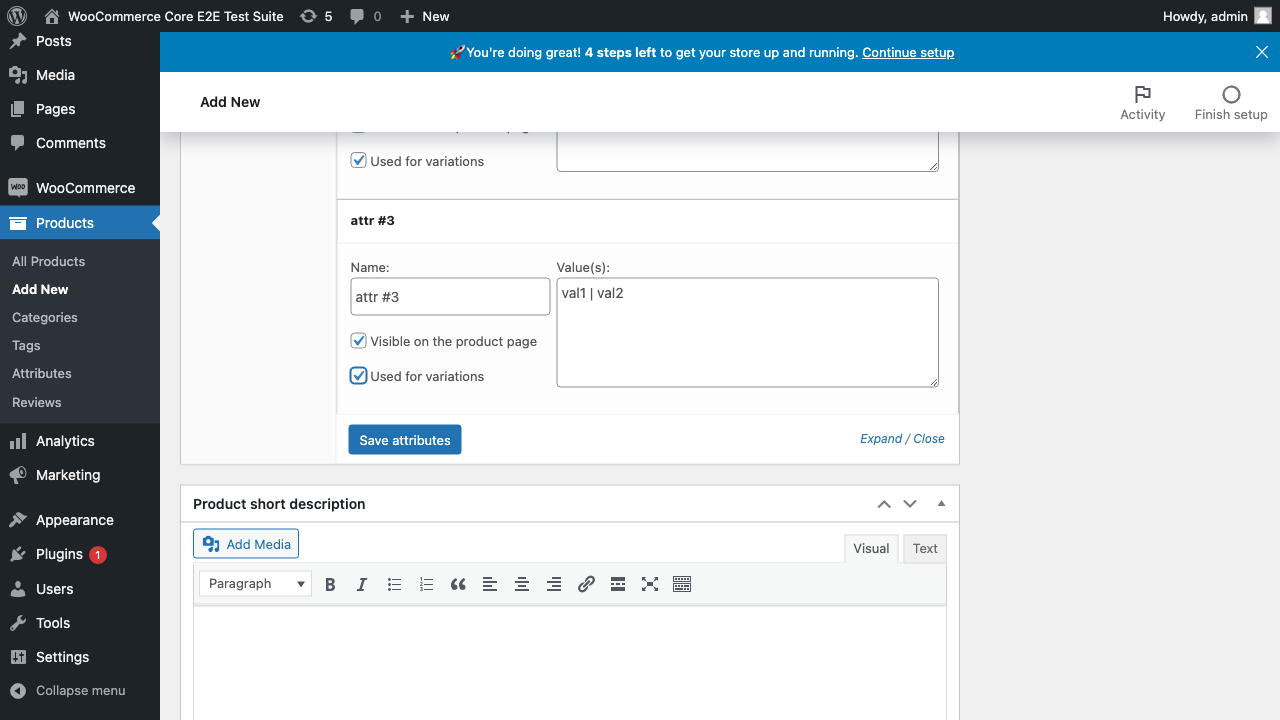 WooCommerce Core E2E Test Suite 5 0 New Howdy, admin
Posts
Media
Pages
Comments
WooCommerce
Products
All Products
Add New
Categories
Tags
Attributes
Reviews
Analytics
Marketing
Appearance
Plugins 1
Users
Tools
Settings
Collapse menu
🚀You're doing great! 4 steps left to get your store up and running. Continue setup
Add New
Activity
Finish setup
Used for variations
attr #3
Name:
Value(s):
attr #3
val1 | val2
Visible on the product page
Used for variations
Save attributes
Expand / Close
Product short description
Add Media
Visual
Text
Paragraph